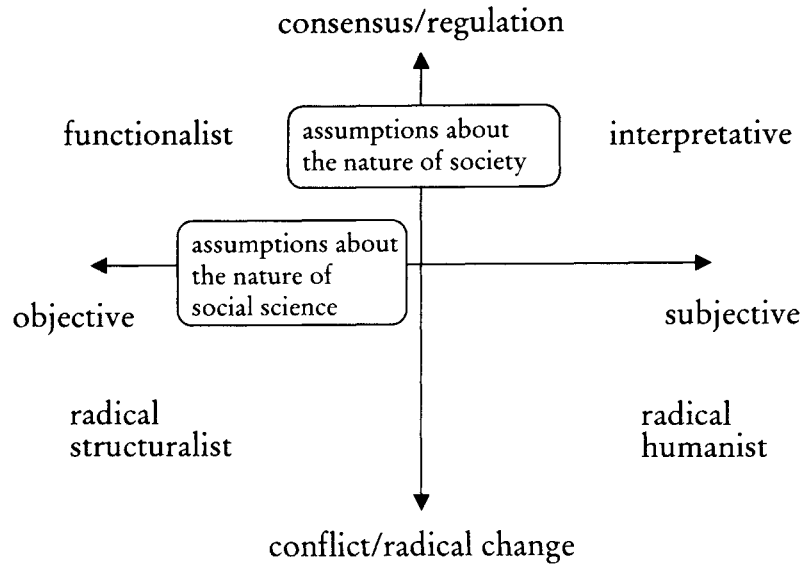 consensus/regulation
functionalist
assumptions about
the nature of society
interpretative
assumptions about
the nature of
social science
objective
subjective
radical
structuralist
radical
humanist
conflict/radical change